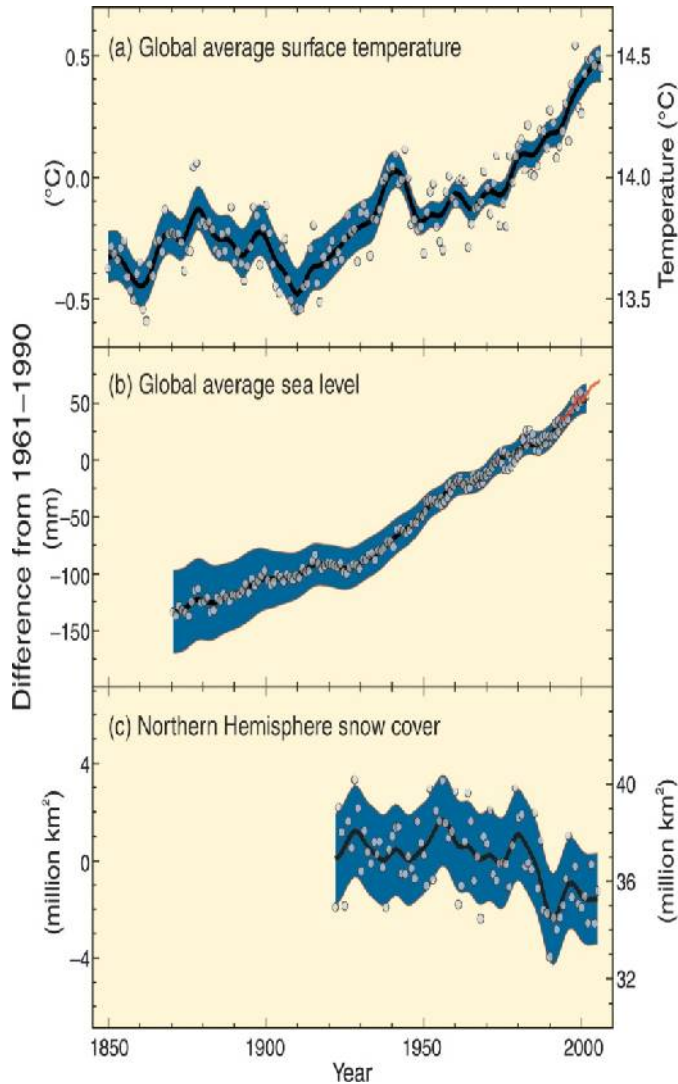 (a) Global average surface temperature
0.5
0.0
−0.5
(°C)
14.5
14.0
13.5
Temperature (°C)
Difference from 1961–1990
(b) Global average sea level
50
0
−50
−100
−150
(mm)
(c) Northern Hemisphere snow cover
4
0
−4
(million km²)
40
36
32
(million km²)
1850
1900
1950
2000
Year